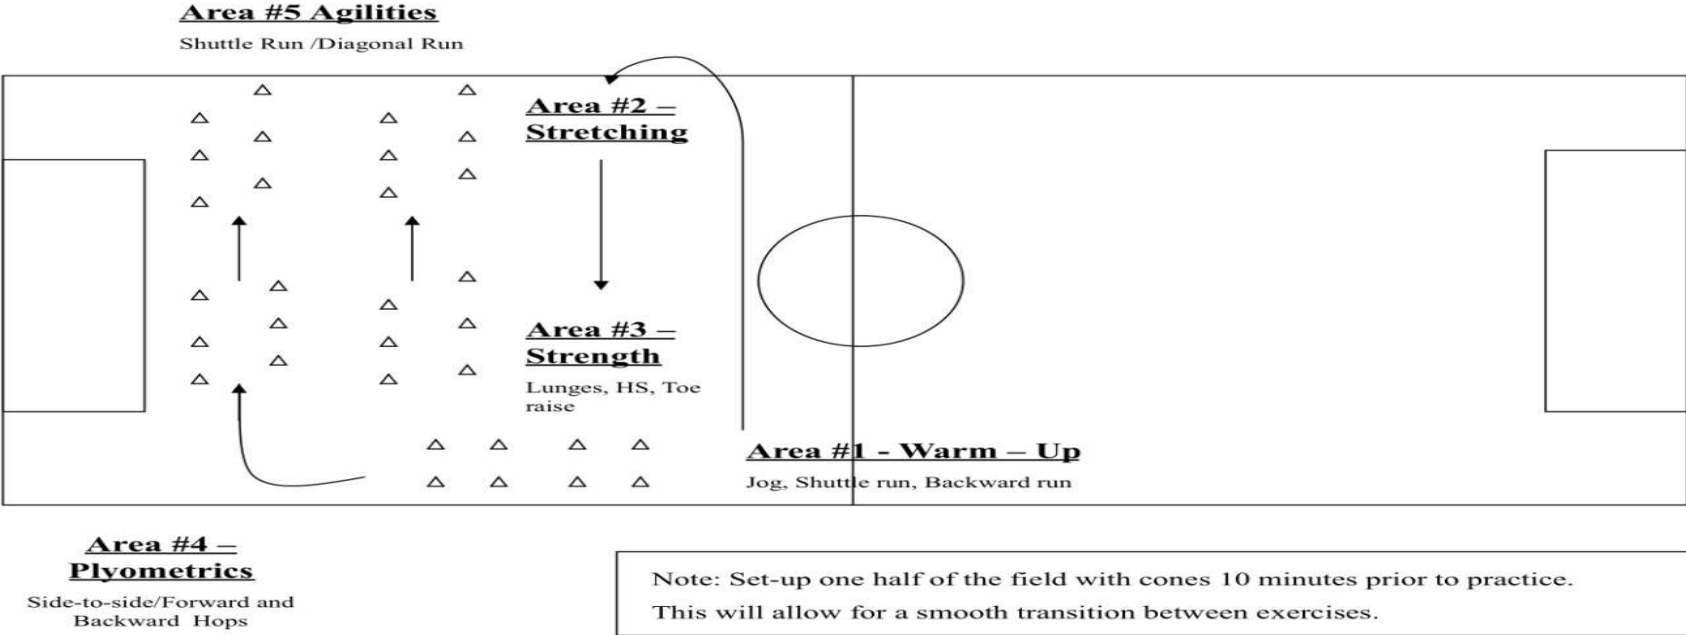 Area #5 Agilities
Shuttle Run /Diagonal Run
Area #2 –
Stretching
Area #3 –
Strength
Lunges, HS, Toe
raise
Area #1 - Warm – Up
Jog, Shuttle run, Backward run
Area #4 –
Plyometrics
Side-to-side/Forward and
Backward Hops
Note: Set-up one half of the field with cones 10 minutes prior to practice.
This will allow for a smooth transition between exercises.